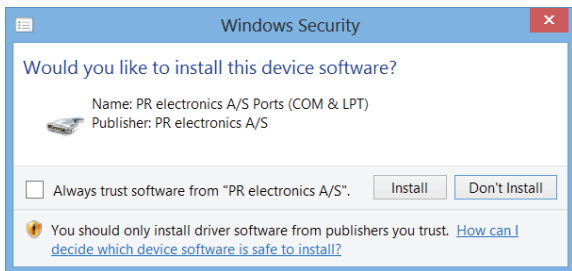 Windows Security
Would you like to install this device software?
Name: PR electronics A/S Ports (COM & LPT)
Publisher: PR electronics A/S
Always trust software from "PR electronics A/S".
Install
Don't Install
You should only install driver software from publishers you trust. How can I
decide which device software is safe to install?